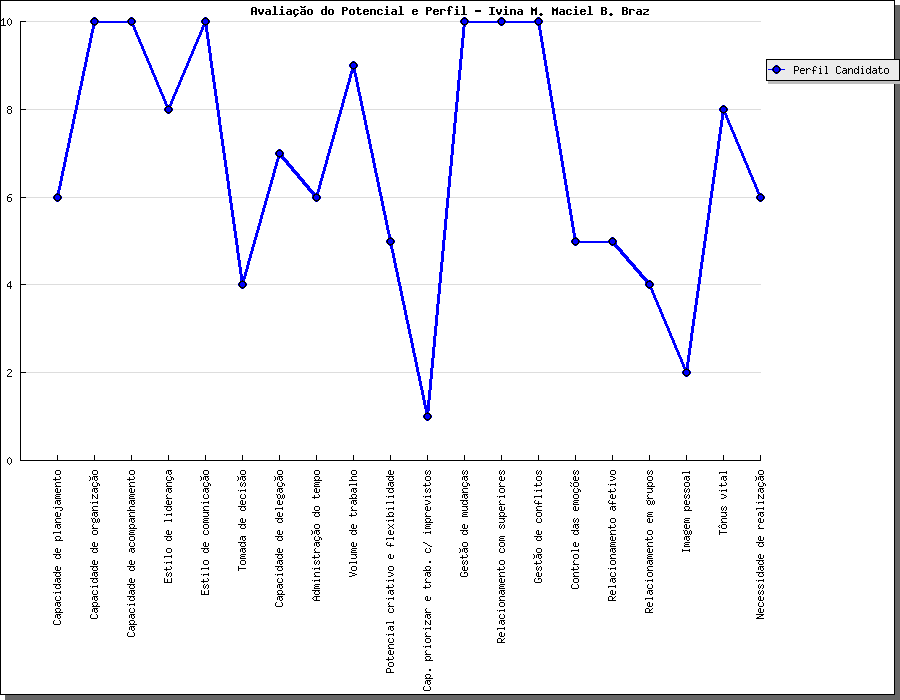 Avaliação do Potencial e Perfil - Ivina M. Maciel B. Braz
10
8
6
4
2
0
Perfil Candidato
Capacidade de planejamento
Capacidade de organização
Capacidade de acompanhamento
Estilo de liderança
Estilo de comunicação
Tomada de decisão
Capacidade de delegação
Administração do tempo
Volume de trabalho
Potencial criativo e flexibilidade
Cap. priorizar e trab. c/ imprevistos
Gestão de mudanças
Relacionamento com superiores
Gestão de conflitos
Controle das emoções
Relacionamento afetivo
Relacionamento em grupos
Imagem pessoal
Tônus vital
Necessidade de realização